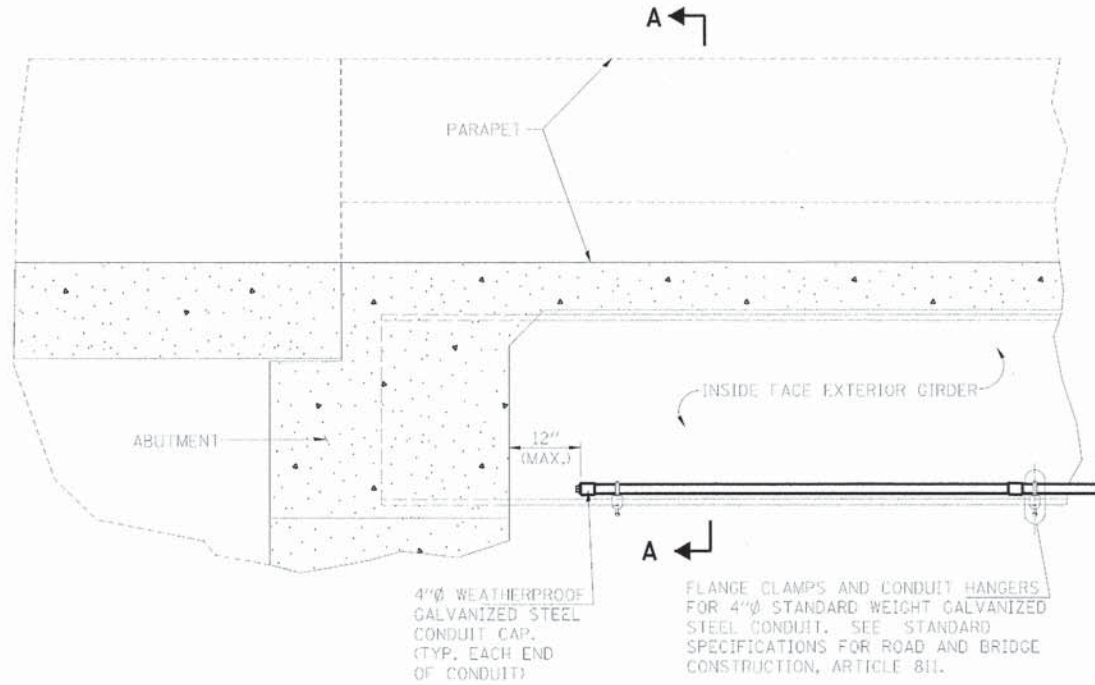 A
PARAPET
INSIDE FACE EXTERIOR GIRDER
ABUTMENT
12"
(MAX.)
A
4"Ø WEATHERPROOF
GALVANIZED STEEL
CONDUIT CAP.
(TYP. EACH END
OF CONDUIT)
FLANGE CLAMPS AND CONDUIT HANGERS
FOR 4"Ø STANDARD WEIGHT GALVANIZED
STEEL CONDUIT. SEE STANDARD
SPECIFICATIONS FOR ROAD AND BRIDGE
CONSTRUCTION, ARTICLE 811.